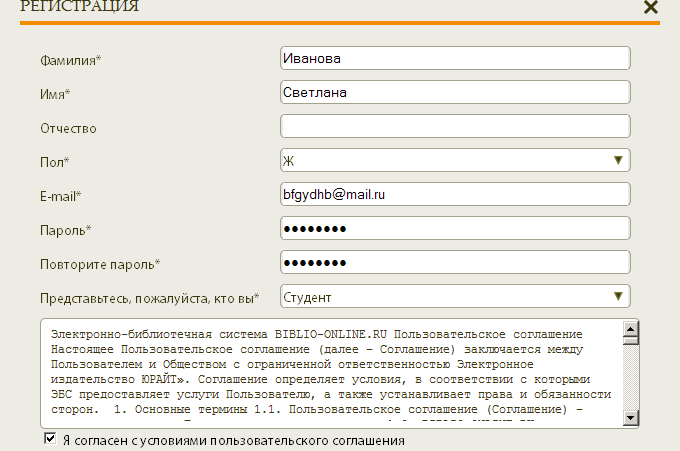 РЕГИСТРАЦИЯ
Фамилия* Иванова
Имя* Светлана
Отчество
Пол* Ж
E-mail* bfgydhb@mail.ru
Пароль* ●●●●●●●●
Повторите пароль* ●●●●●●●●
Представьтесь, пожалуйста, кто вы* Студент
Электронно-библиотечная система BIBLIO-ONLINE.RU Пользовательское соглашение
Настоящее Пользовательское соглашение (далее – Соглашение) заключается между
Пользователем и Обществом с ограниченной ответственностью Электронное
издательство ЮРАЙТ». Соглашение определяет условия, в соответствии с которыми
ЭБС предоставляет услуги Пользователю, а также устанавливает права и обязанности
сторон. 1. Основные термины 1.1. Пользовательское соглашение (Соглашение) –
Я согласен с условиями пользовательского соглашения